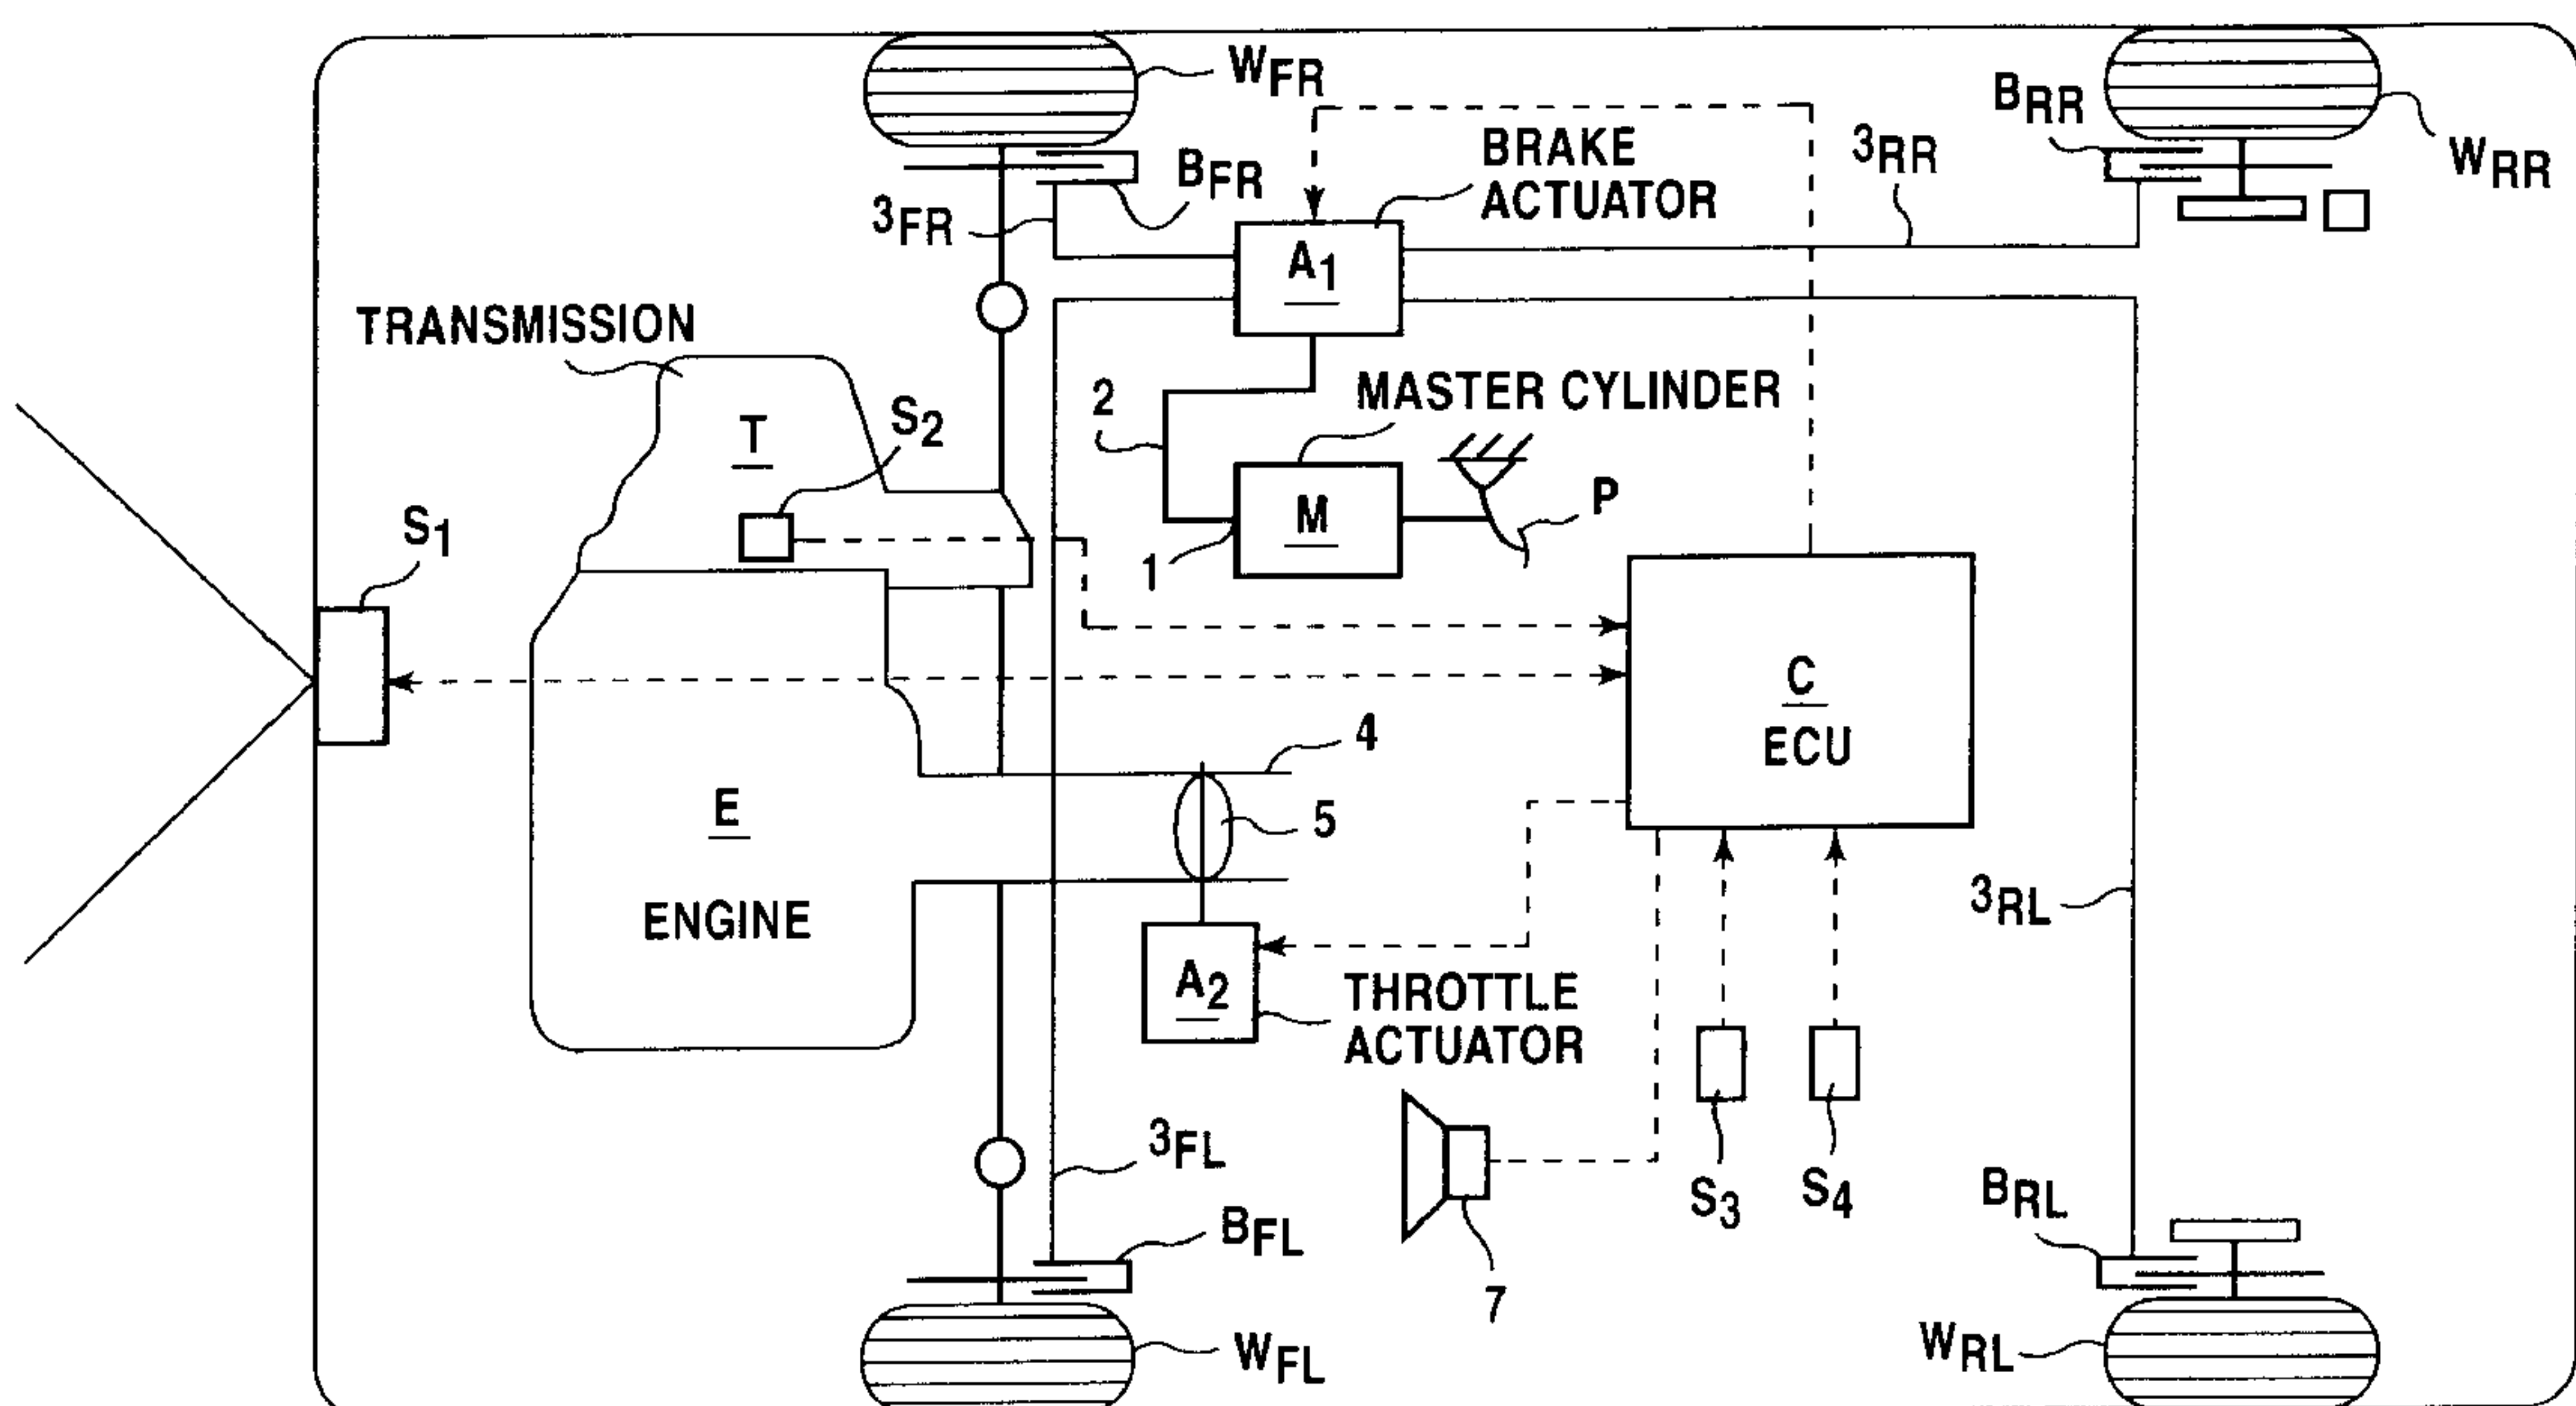 WFR
BRR
WRR
BRAKE
ACTUATOR
3RR
BFR
3FR
A1
TRANSMISSION
MASTER CYLINDER
2
T
S2
M
P
S1
1
C
ECU
4
5
E
ENGINE
3RL
A2
THROTTLE
ACTUATOR
3FL
S3
S4
BFL
BRL
7
WFL
WRL